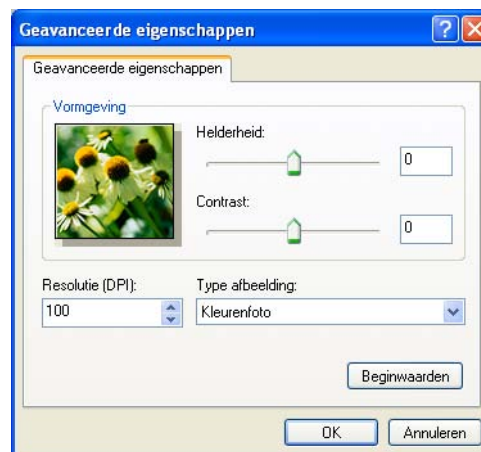 Geavanceerde eigenschappen
Geavanceerde eigenschappen
Vormgeving
Helderheid:
0
Contrast:
0
Resolutie (DPI): Type afbeelding:
100 Kleurenfoto
Beginwaarden
OK Annuleren